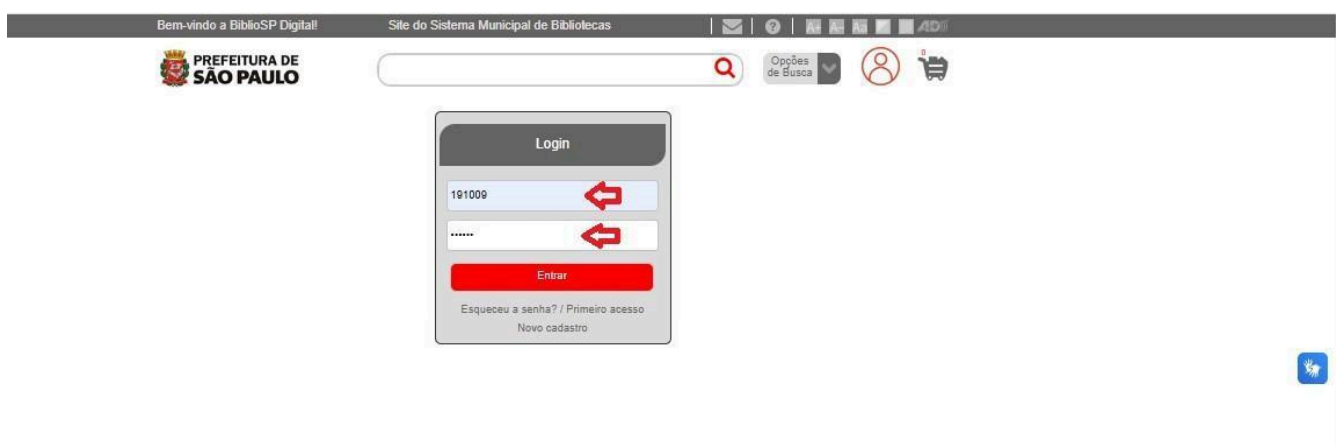 Bem-vindo a BiblioSP Digital!
Site do Sistema Municipal de Bibliotecas
A+ A- Aa
PREFEITURA DE
SÃO PAULO
Opções
de Busca
0
Login
191009
••••••
Entrar
Esqueceu a senha? / Primeiro acesso
Novo cadastro